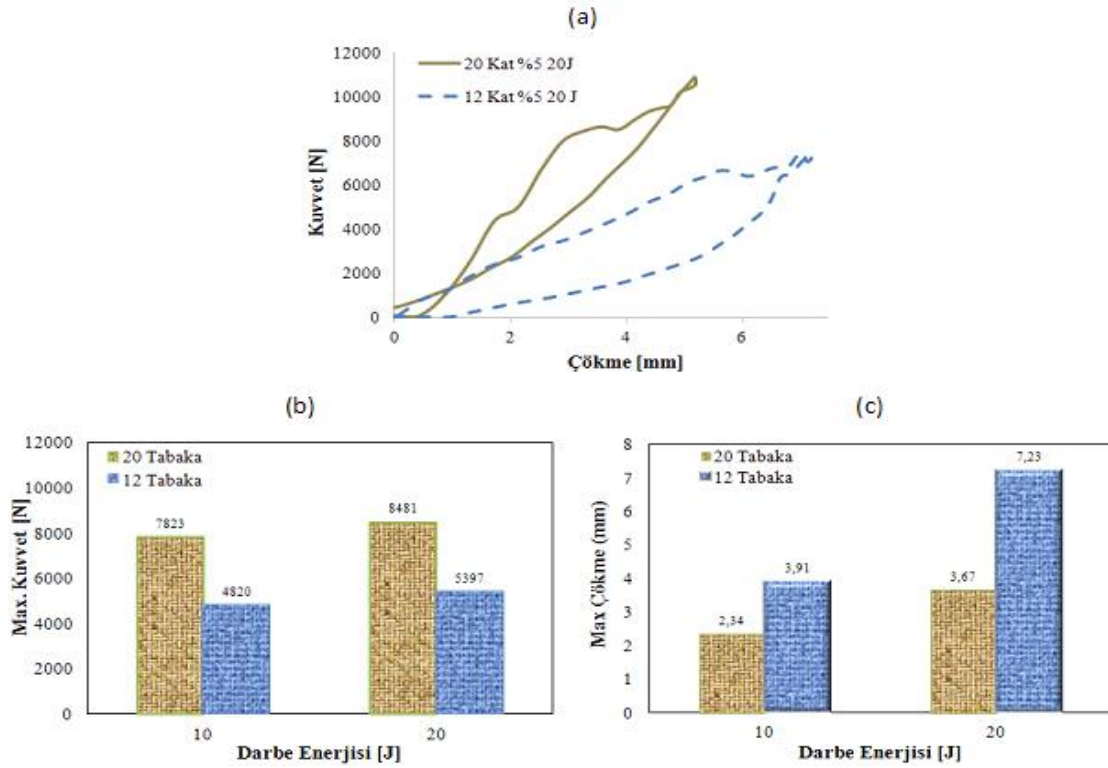 (a)
20 Kat %5 20J
12 Kat %5 20 J
12000
10000
8000
6000
4000
2000
0
Kuvvet [N]
0 2 4 6
Çökme [mm]
(b)
20 Tabaka
12 Tabaka
12000
10000
8000
6000
4000
2000
0
Max. Kuvvet [N]
7823
4820
8481
5397
10 20
Darbe Enerjisi [J]
(c)
20 Tabaka
12 Tabaka
8
7
6
5
4
3
2
1
0
Max Çökme (mm)
2,34
3,91
3,67
7,23
10 20
Darbe Enerjisi [J]